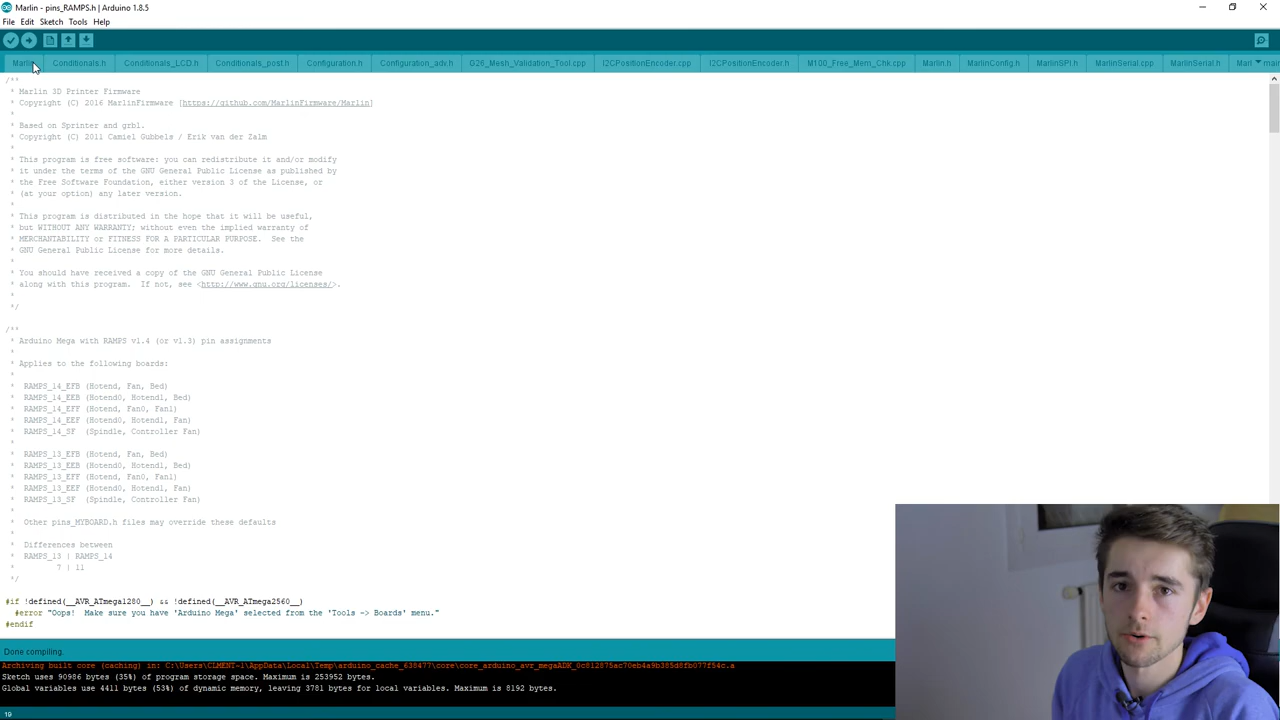 Marlin - pins_RAMPS.h | Arduino 1.8.5
File Edit Sketch Tools Help
Marlin Conditionals.h Conditionals_LCD.h Conditionals_post.h Configuration.h Configuration_adv.h G26_Mesh_Validation_Tool.cpp I2CPositionEncoder.cpp I2CPositionEncoder.h M100_Free_Mem_Chk.cpp Marlin.h MarlinConfig.h MarlinSPI.h MarlinSerial.cpp MarlinSerial.h Marl main
/**
* Marlin 3D Printer Firmware
* Copyright (C) 2016 MarlinFirmware [https://github.com/MarlinFirmware/Marlin]
*
* Based on Sprinter and grbl.
* Copyright (C) 2011 Camiel Gubbels / Erik van der Zalm
*
* This program is free software: you can redistribute it and/or modify
* it under the terms of the GNU General Public License as published by
* the Free Software Foundation, either version 3 of the License, or
* (at your option) any later version.
*
* This program is distributed in the hope that it will be useful,
* but WITHOUT ANY WARRANTY; without even the implied warranty of
* MERCHANTABILITY or FITNESS FOR A PARTICULAR PURPOSE.  See the
* GNU General Public License for more details.
*
* You should have received a copy of the GNU General Public License
* along with this program.  If not, see <http://www.gnu.org/licenses/>.
*
*/
/**
* Arduino Mega with RAMPS v1.4 (or v1.3) pin assignments
*
* Applies to the following boards:
*
*  RAMPS_14_EFB (Hotend, Fan, Bed)
*  RAMPS_14_EEB (Hotend0, Hotend1, Bed)
*  RAMPS_14_EFF (Hotend, Fan0, Fan1)
*  RAMPS_14_EEF (Hotend0, Hotend1, Fan)
*  RAMPS_14_SF  (Spindle, Controller Fan)
*
*  RAMPS_13_EFB (Hotend, Fan, Bed)
*  RAMPS_13_EEB (Hotend0, Hotend1, Bed)
*  RAMPS_13_EFF (Hotend, Fan0, Fan1)
*  RAMPS_13_EEF (Hotend0, Hotend1, Fan)
*  RAMPS_13_SF  (Spindle, Controller Fan)
*
*  Other pins_MYBOARD.h files may override these defaults
*
*  Differences between
*  RAMPS_13 | RAMPS_14
*         7 | 11
*/
#if !defined(__AVR_ATmega1280__) && !defined(__AVR_ATmega2560__)
#error "Oops!  Make sure you have 'Arduino Mega' selected from the 'Tools -> Boards' menu."
#endif
Done compiling.
Archiving built core (caching) in: C:\Users\CLMENT~1\AppData\Local\Temp\arduino_cache_638477\core\core_arduino_avr_megaADK_0c812875ac70eb4a9b385d8fb077f54c.a
Sketch uses 90986 bytes (35%) of program storage space. Maximum is 253952 bytes.
Global variables use 4411 bytes (53%) of dynamic memory, leaving 3781 bytes for local variables. Maximum is 8192 bytes.
19